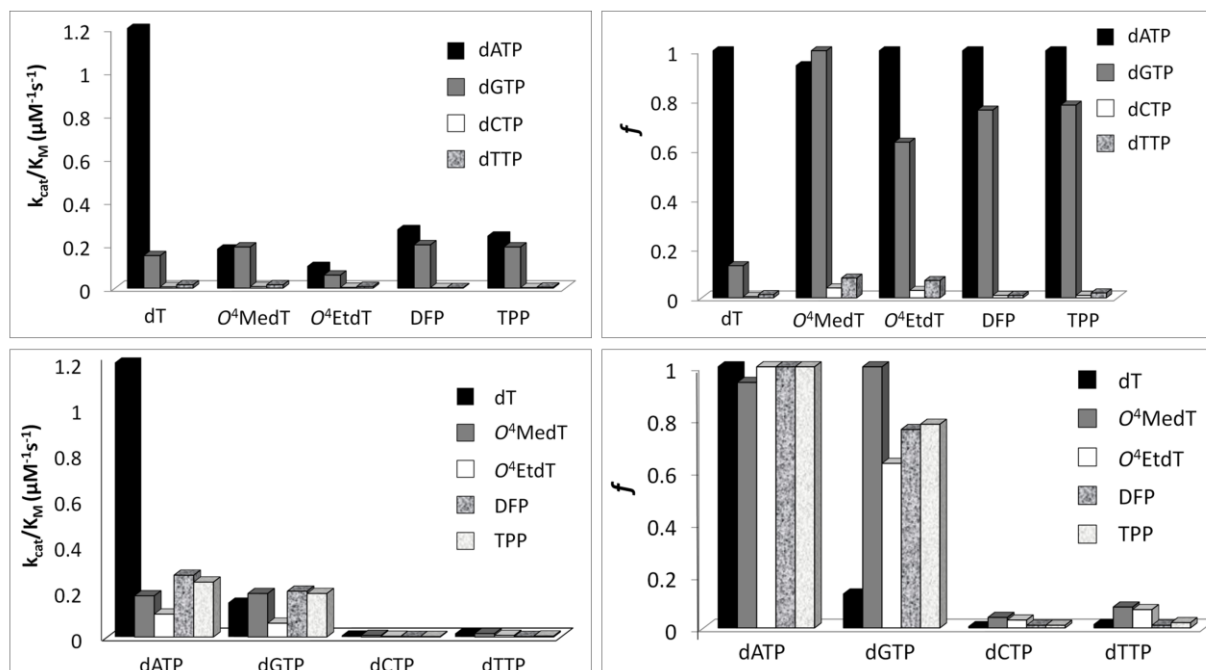 k_cat/K_M (μM⁻¹s⁻¹)
1.2
1
0.8
0.6
0.4
0.2
0
dATP
dGTP
dCTP
dTTP
dT
O⁴MedT
O⁴EtdT
DFP
TPP
f
1
0.8
0.6
0.4
0.2
0
dATP
dGTP
dCTP
dTTP
dT
O⁴MedT
O⁴EtdT
DFP
TPP
k_cat/K_M (μM⁻¹s⁻¹)
1.2
1
0.8
0.6
0.4
0.2
0
dT
O⁴MedT
O⁴EtdT
DFP
TPP
dATP
dGTP
dCTP
dTTP
f
1
0.8
0.6
0.4
0.2
0
dT
O⁴MedT
O⁴EtdT
DFP
TPP
dATP
dGTP
dCTP
dTTP